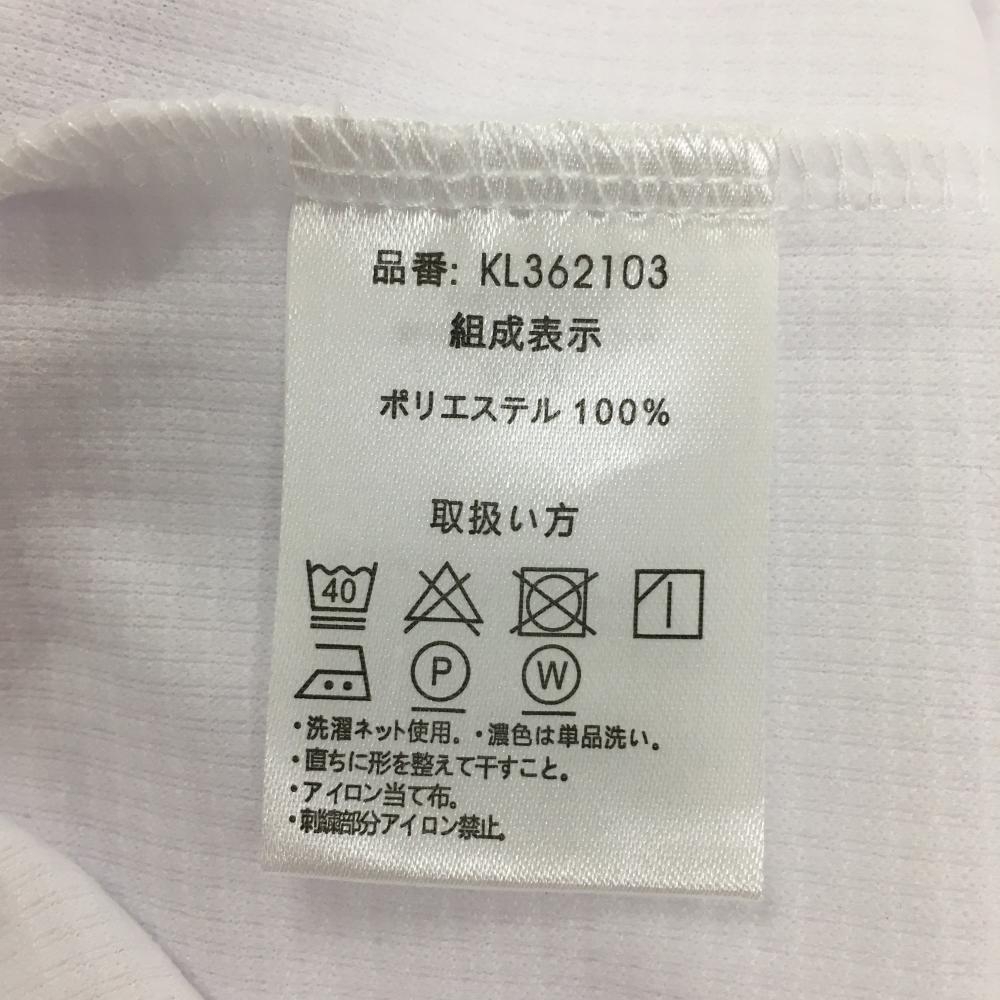 品番: KL362103
組成表示
ポリエステル 100%
取扱い方
40
P W
・洗濯ネット使用。・濃色は単品洗い。
・直ちに形を整えて干すこと。
・アイロン当て布。
・刺繍部分アイロン禁止。